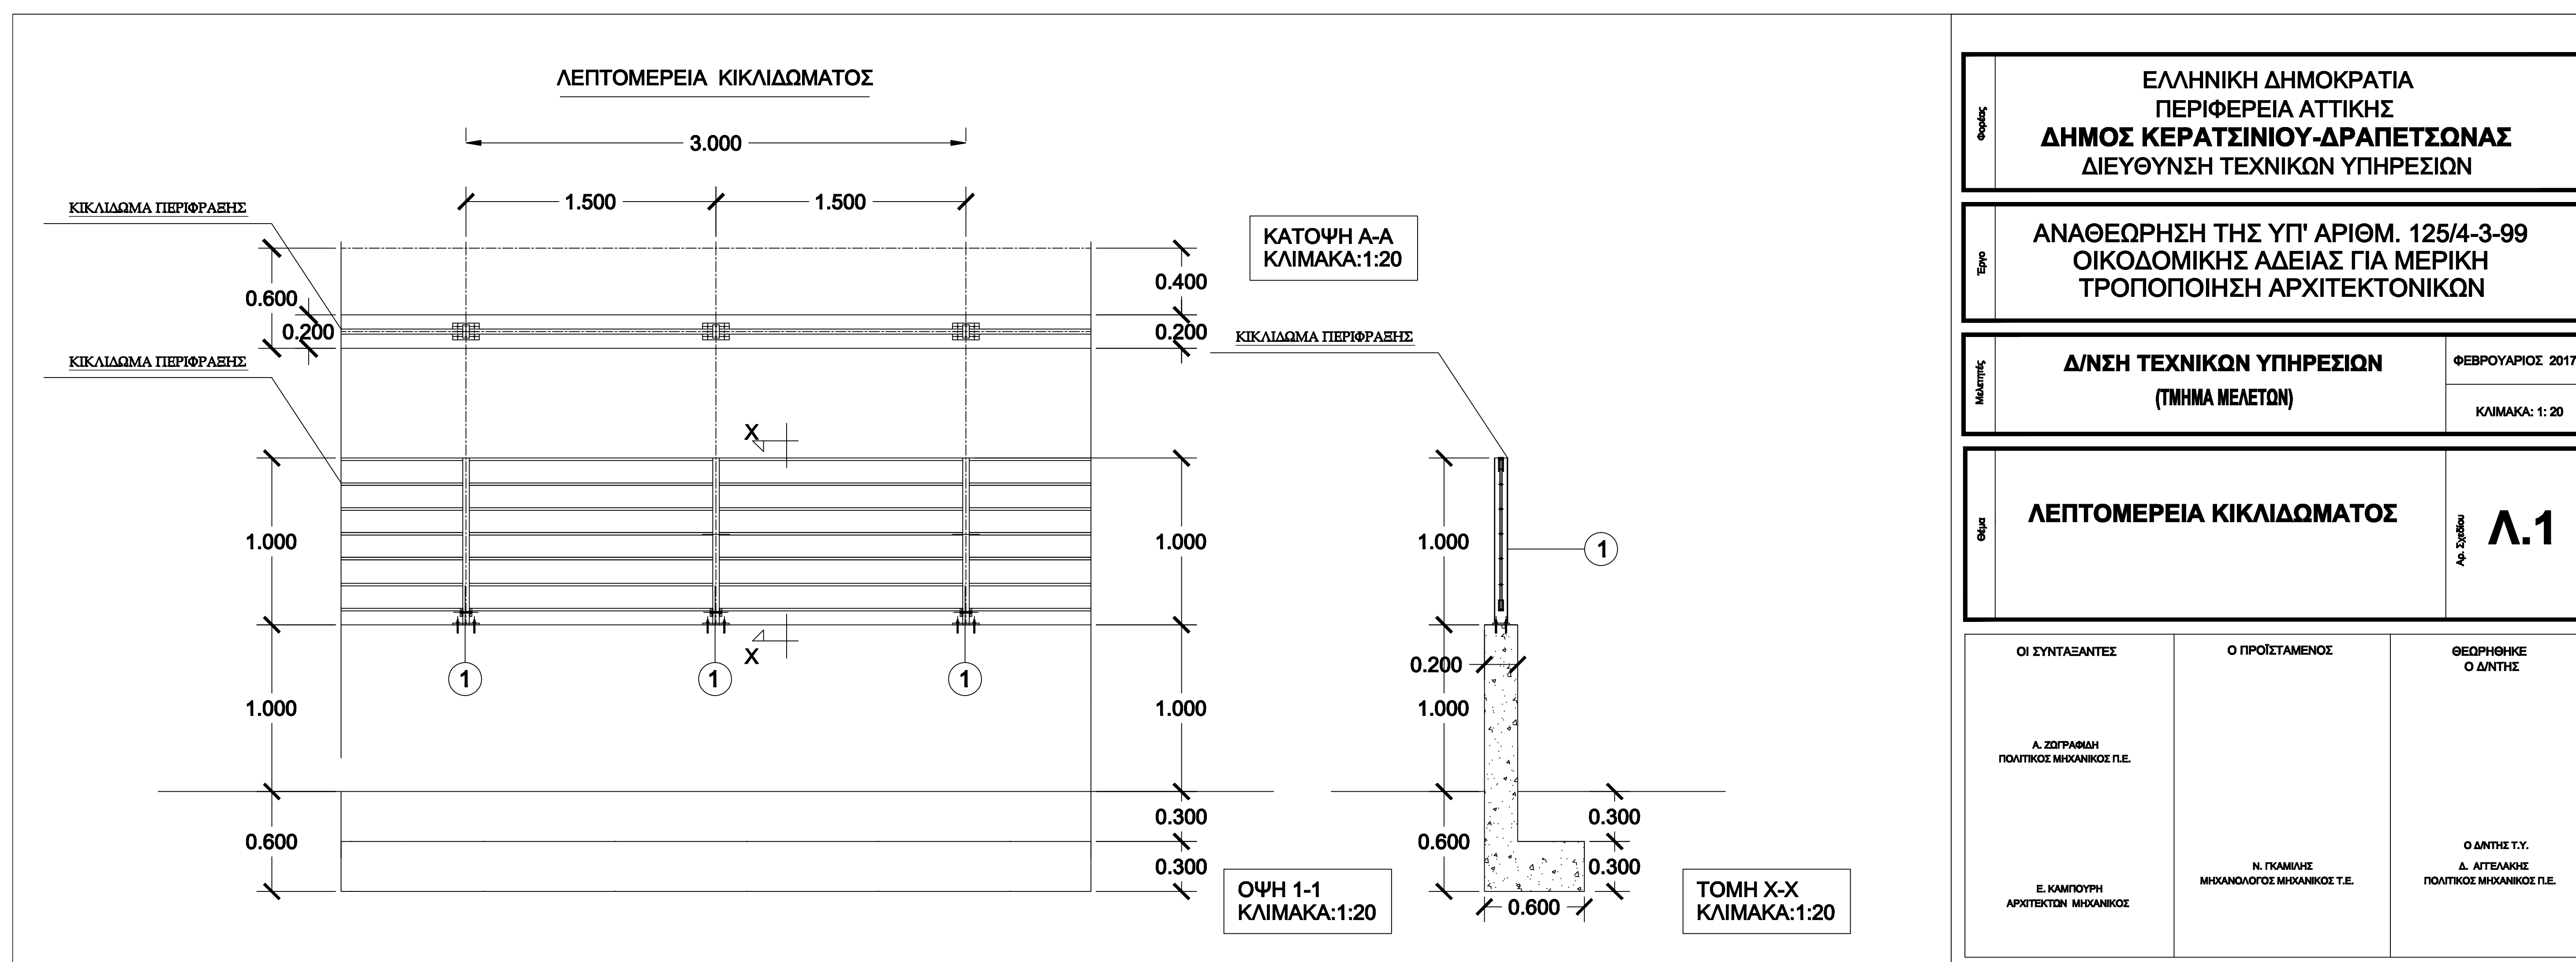 ΛΕΠΤΟΜΕΡΕΙΑ ΚΙΚΛΙΔΩΜΑΤΟΣ
3.000
1.500
1.500
ΚΙΚΛΙΔΩΜΑ ΠΕΡΙΦΡΑΞΗΣ
ΚΑΤΟΨΗ Α-Α
ΚΛΙΜΑΚΑ:1:20
0.600
0.200
0.400
0.200
ΚΙΚΛΙΔΩΜΑ ΠΕΡΙΦΡΑΞΗΣ
ΚΙΚΛΙΔΩΜΑ ΠΕΡΙΦΡΑΞΗΣ
X
1.000
1.000
1.000
1
X
0.200
1
1
1
1.000
1.000
1.000
0.300
0.300
0.600
0.600
0.300
0.300
0.600
ΟΨΗ 1-1
ΚΛΙΜΑΚΑ:1:20
ΤΟΜΗ Χ-Χ
ΚΛΙΜΑΚΑ:1:20
Φορέας
ΕΛΛΗΝΙΚΗ ΔΗΜΟΚΡΑΤΙΑ
ΠΕΡΙΦΕΡΕΙΑ ΑΤΤΙΚΗΣ
ΔΗΜΟΣ ΚΕΡΑΤΣΙΝΙΟΥ-ΔΡΑΠΕΤΣΩΝΑΣ
ΔΙΕΥΘΥΝΣΗ ΤΕΧΝΙΚΩΝ ΥΠΗΡΕΣΙΩΝ
Έργο
ΑΝΑΘΕΩΡΗΣΗ ΤΗΣ ΥΠ' ΑΡΙΘΜ. 125/4-3-99
ΟΙΚΟΔΟΜΙΚΗΣ ΑΔΕΙΑΣ ΓΙΑ ΜΕΡΙΚΗ
ΤΡΟΠΟΠΟΙΗΣΗ ΑΡΧΙΤΕΚΤΟΝΙΚΩΝ
Μελετητές
Δ/ΝΣΗ ΤΕΧΝΙΚΩΝ ΥΠΗΡΕΣΙΩΝ
(ΤΜΗΜΑ ΜΕΛΕΤΩΝ)
ΦΕΒΡΟΥΑΡΙΟΣ 2017
ΚΛΙΜΑΚΑ: 1: 20
Θέμα
ΛΕΠΤΟΜΕΡΕΙΑ ΚΙΚΛΙΔΩΜΑΤΟΣ
Αρ. Σχεδίου
Λ.1
ΟΙ ΣΥΝΤΑΞΑΝΤΕΣ
Α. ΖΩΓΡΑΦΙΔΗ
ΠΟΛΙΤΙΚΟΣ ΜΗΧΑΝΙΚΟΣ Π.Ε.
Ε. ΚΑΜΠΟΥΡΗ
ΑΡΧΙΤΕΚΤΩΝ ΜΗΧΑΝΙΚΟΣ
Ο ΠΡΟΪΣΤΑΜΕΝΟΣ
Ν. ΓΚΑΜΙΛΗΣ
ΜΗΧΑΝΟΛΟΓΟΣ ΜΗΧΑΝΙΚΟΣ Τ.Ε.
ΘΕΩΡΗΘΗΚΕ
Ο Δ/ΝΤΗΣ
Ο Δ/ΝΤΗΣ Τ.Υ.
Δ. ΑΓΓΕΛΑΚΗΣ
ΠΟΛΙΤΙΚΟΣ ΜΗΧΑΝΙΚΟΣ Π.Ε.